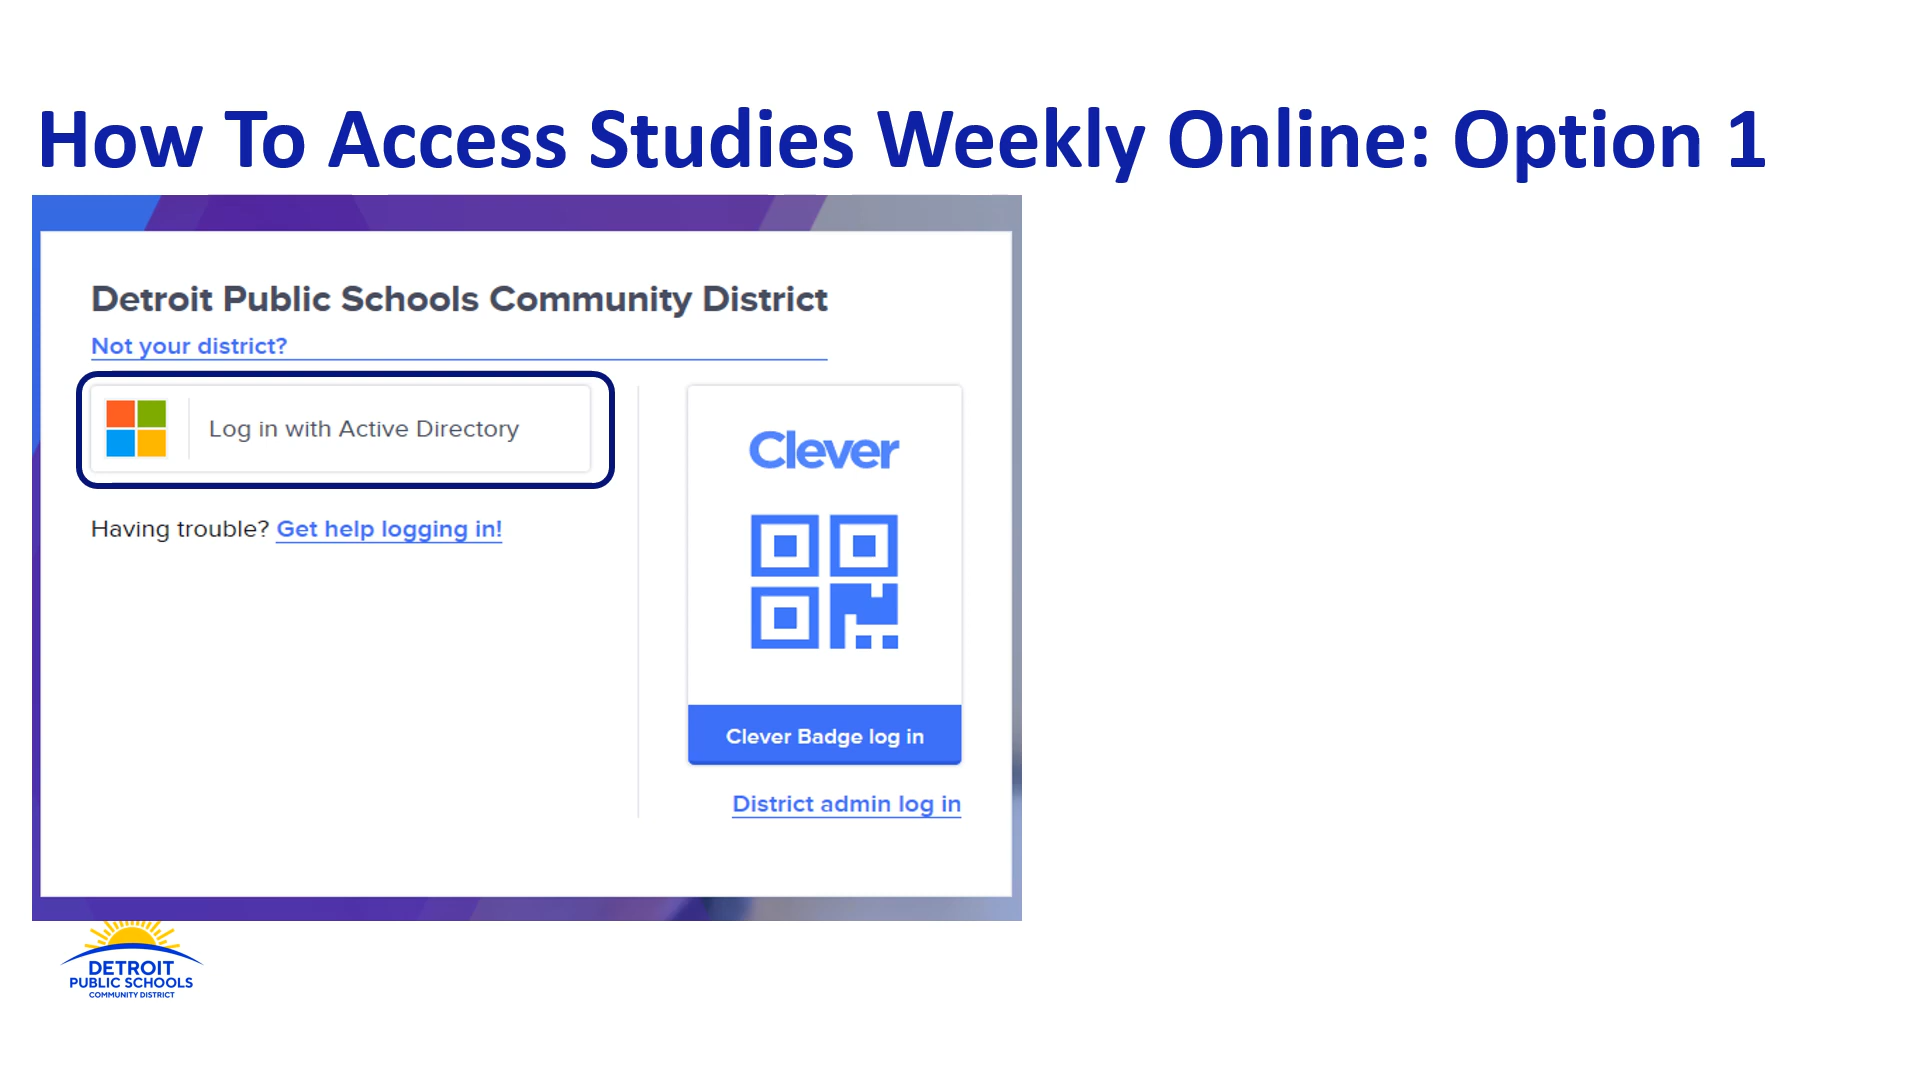 How To Access Studies Weekly Online: Option 1
Detroit Public Schools Community District
Not your district?
Log in with Active Directory
Having trouble? Get help logging in!
Clever
Clever Badge log in
District admin log in
DETROIT
PUBLIC SCHOOLS
COMMUNITY DISTRICT